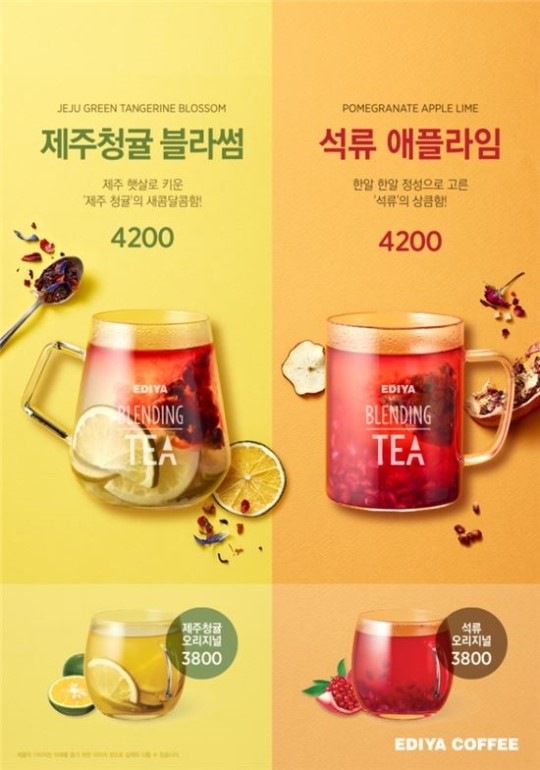 JEJU GREEN TANGERINE BLOSSOM
제주청귤 블라썸
제주 햇살로 키운
'제주 청귤'의 새콤달콤함!
4200
POMEGRANATE APPLE LIME
석류 애플라임
한알 한알 정성으로 고른
'석류'의 상큼함!
4200
EDIYA
BLENDING
TEA
EDIYA
BLENDING
TEA
제주청귤
오리지널
3800
석류
오리지널
3800
EDIYA COFFEE